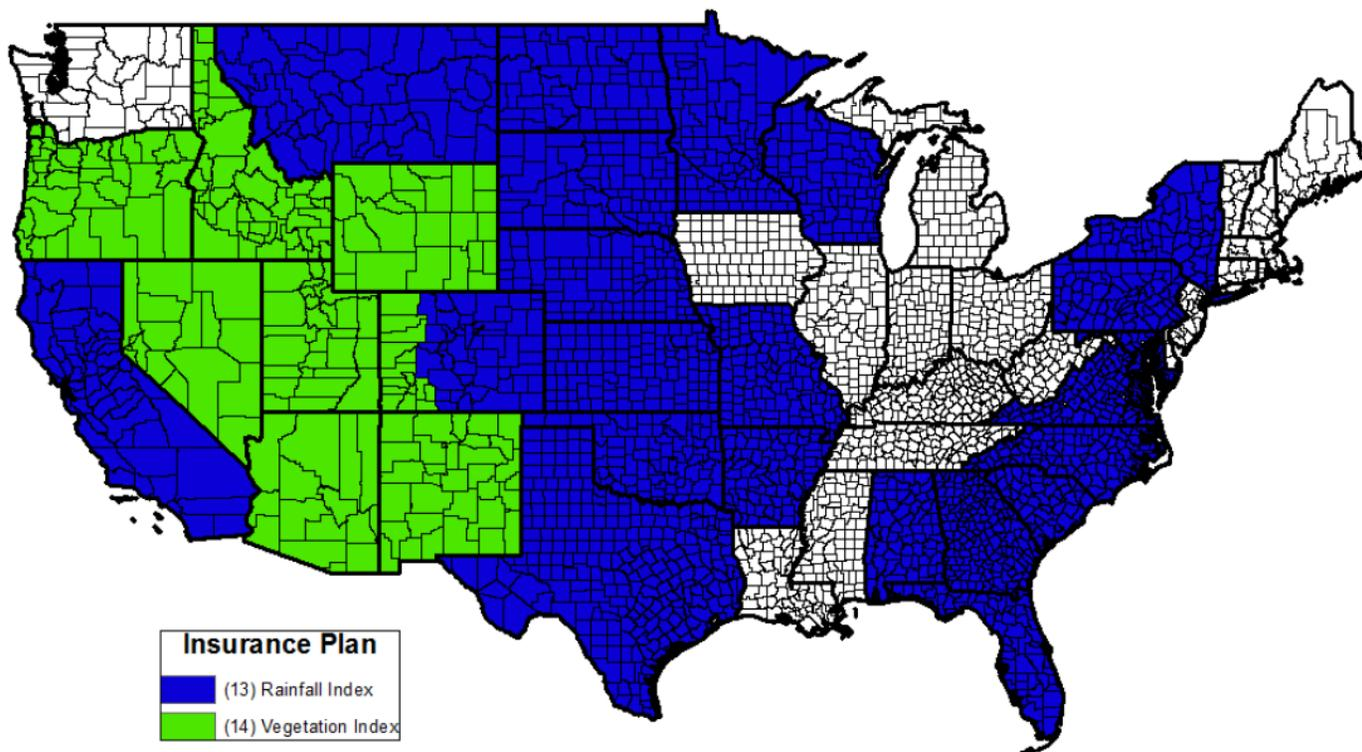 Insurance Plan
(13) Rainfall Index
(14) Vegetation Index